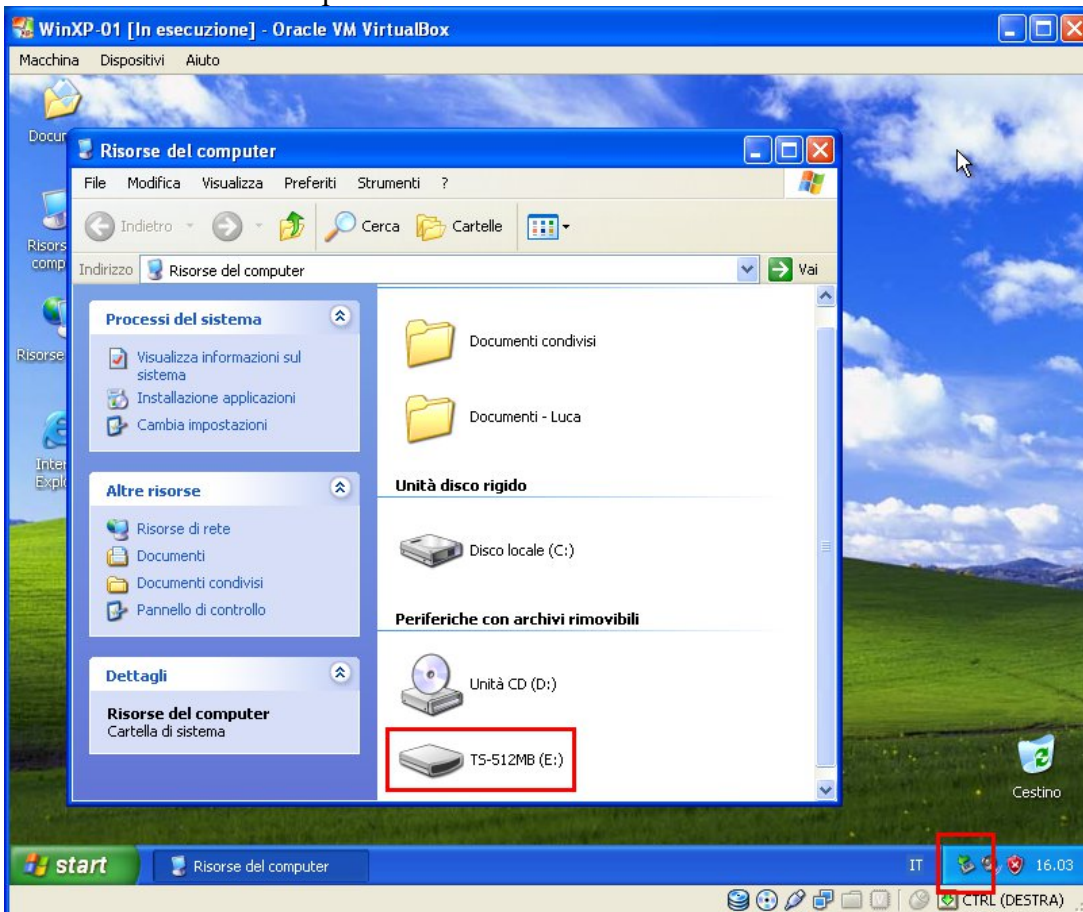 WinXP-01 [In esecuzione] - Oracle VM VirtualBox
Macchina Dispositivi Aiuto
Risorse del computer
File Modifica Visualizza Preferiti Strumenti ?
Indietro Cerca Cartelle
Indirizzo Risorse del computer Vai
Processi del sistema
Visualizza informazioni sul
sistema
Installazione applicazioni
Cambia impostazioni
Altre risorse
Risorse di rete
Documenti
Documenti condivisi
Pannello di controllo
Dettagli
Risorse del computer
Cartella di sistema
Documenti condivisi
Documenti - Luca
Unità disco rigido
Disco locale (C:)
Periferiche con archivi rimovibili
Unità CD (D:)
TS-512MB (E:)
Risorse
Cestino
start Risorse del computer IT 16.03
CTRL (DESTRA)